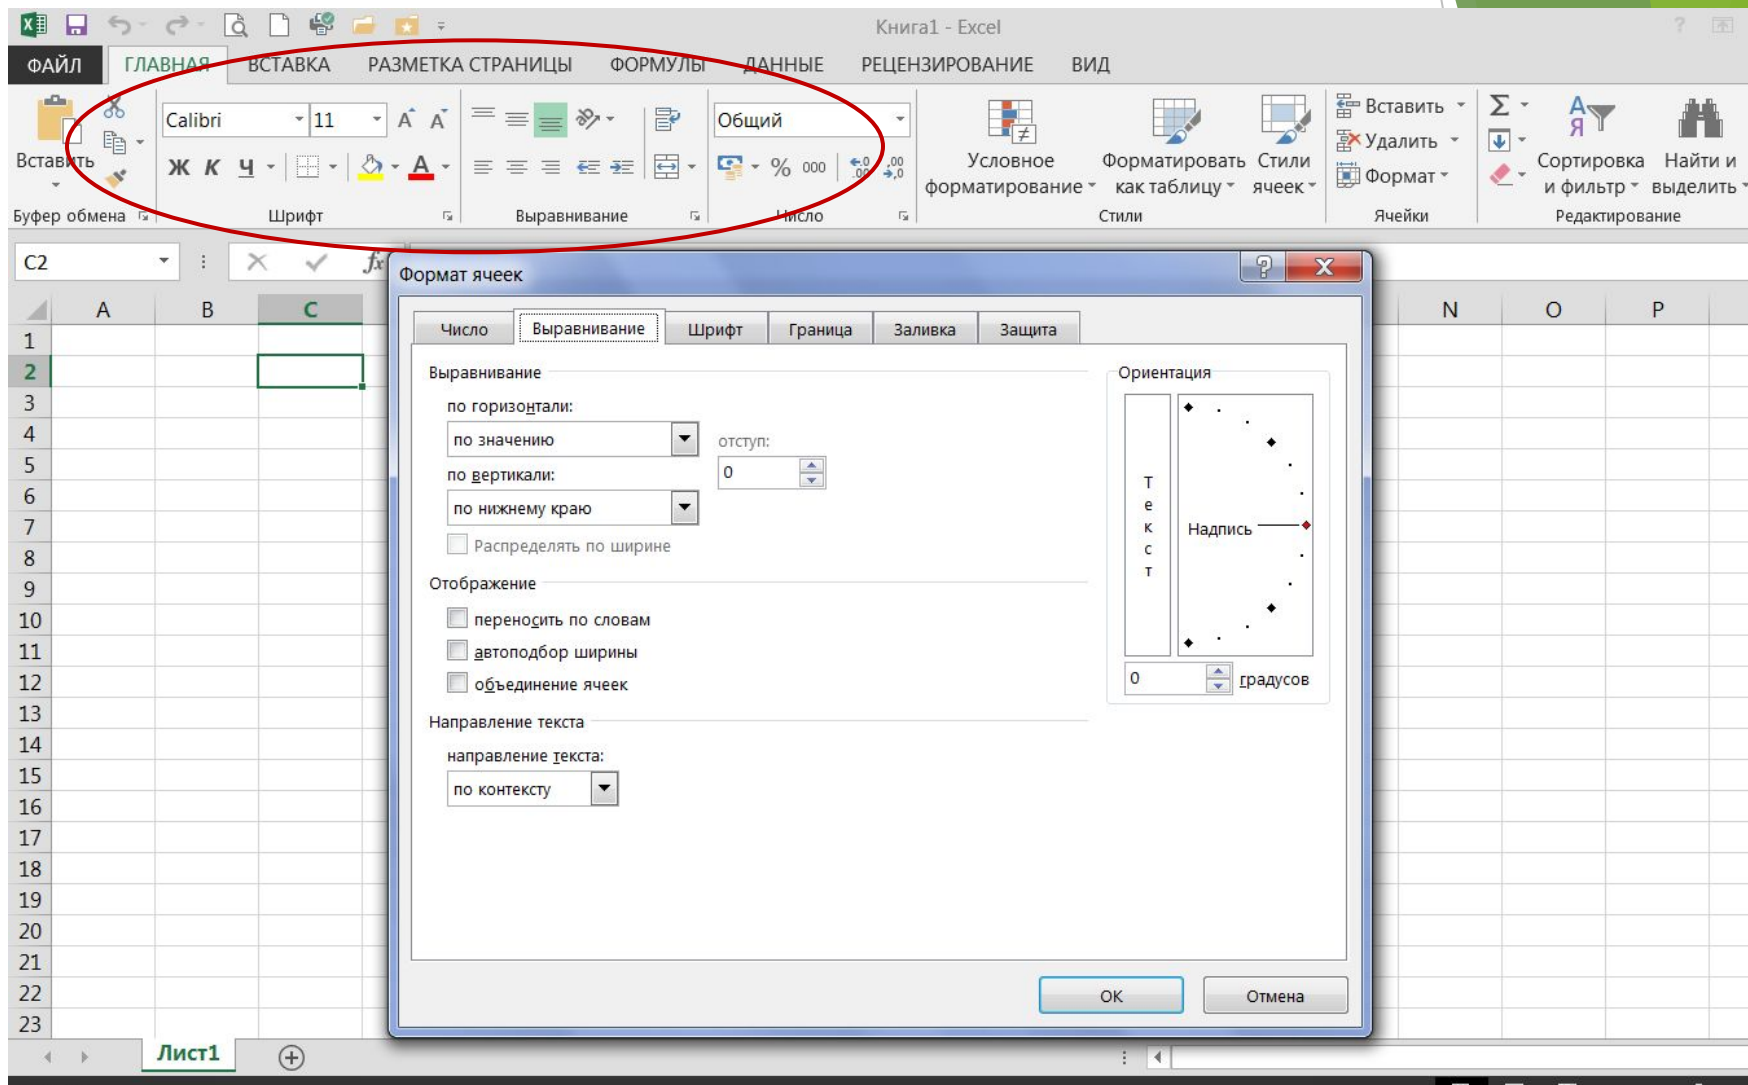 Книга1 - Excel
ФАЙЛ ГЛАВНАЯ ВСТАВКА РАЗМЕТКА СТРАНИЦЫ ФОРМУЛЫ ДАННЫЕ РЕЦЕНЗИРОВАНИЕ ВИД
Вставить
Буфер обмена
Calibri 11
Ж К Ч А
Шрифт
Выравнивание
Общий
% 000 ,0 ,00 ,00 ,0
Число
Условное форматирование
Форматировать как таблицу
Стили ячеек
Стили
Вставить
Удалить
Формат
Ячейки
Σ
А Я
Сортировка и фильтр
Найти и выделить
Редактирование
C2 fx
A B C N O P
1
2
3
4
5
6
7
8
9
10
11
12
13
14
15
16
17
18
19
20
21
22
23
Формат ячеек
Число Выравнивание Шрифт Граница Заливка Защита
Выравнивание
по горизонтали:
по значению
отступ:
0
по вертикали:
по нижнему краю
Распределять по ширине
Отображение
переносить по словам
автоподбор ширины
объединение ячеек
Направление текста
направление текста:
по контексту
Ориентация
Текст
Надпись
0 градусов
ОК Отмена
Лист1